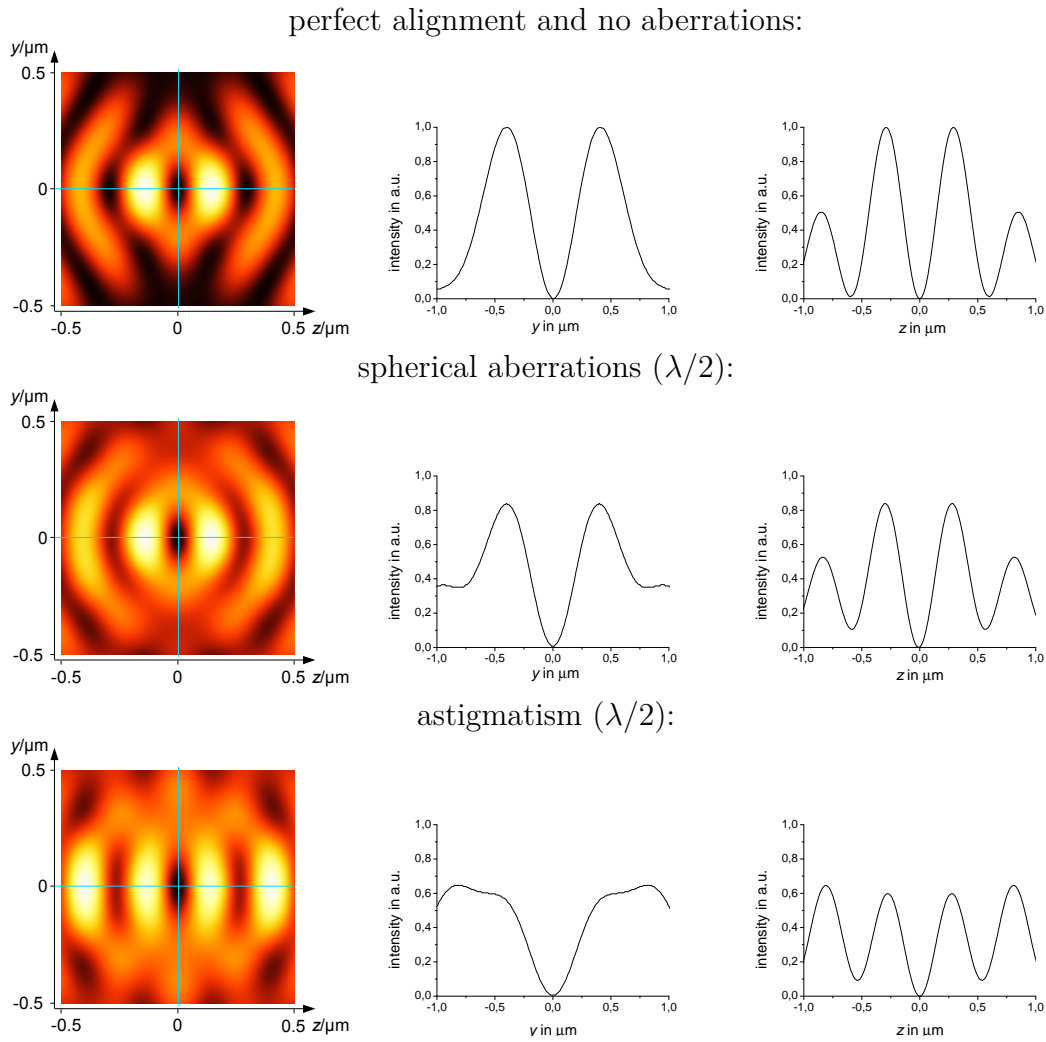 perfect alignment and no aberrations:
y/µm
0.5
0
-0.5
-0.5 0 0.5 z/µm
intensity in a.u.
1,0
0,8
0,6
0,4
0,2
0,0
-1,0 -0,5 0,0 0,5 1,0
y in µm
intensity in a.u.
1,0
0,8
0,6
0,4
0,2
0,0
-1,0 -0,5 0,0 0,5 1,0
z in µm
spherical aberrations (λ/2):
y/µm
0.5
0
-0.5
-0.5 0 0.5 z/µm
intensity in a.u.
1,0
0,8
0,6
0,4
0,2
0,0
-1,0 -0,5 0,0 0,5 1,0
y in µm
intensity in a.u.
1,0
0,8
0,6
0,4
0,2
0,0
-1,0 -0,5 0,0 0,5 1,0
z in µm
astigmatism (λ/2):
y/µm
0.5
0
-0.5
-0.5 0 0.5 z/µm
intensity in a.u.
1,0
0,8
0,6
0,4
0,2
0,0
-1,0 -0,5 0,0 0,5 1,0
y in µm
intensity in a.u.
1,0
0,8
0,6
0,4
0,2
0,0
-1,0 -0,5 0,0 0,5 1,0
z in µm